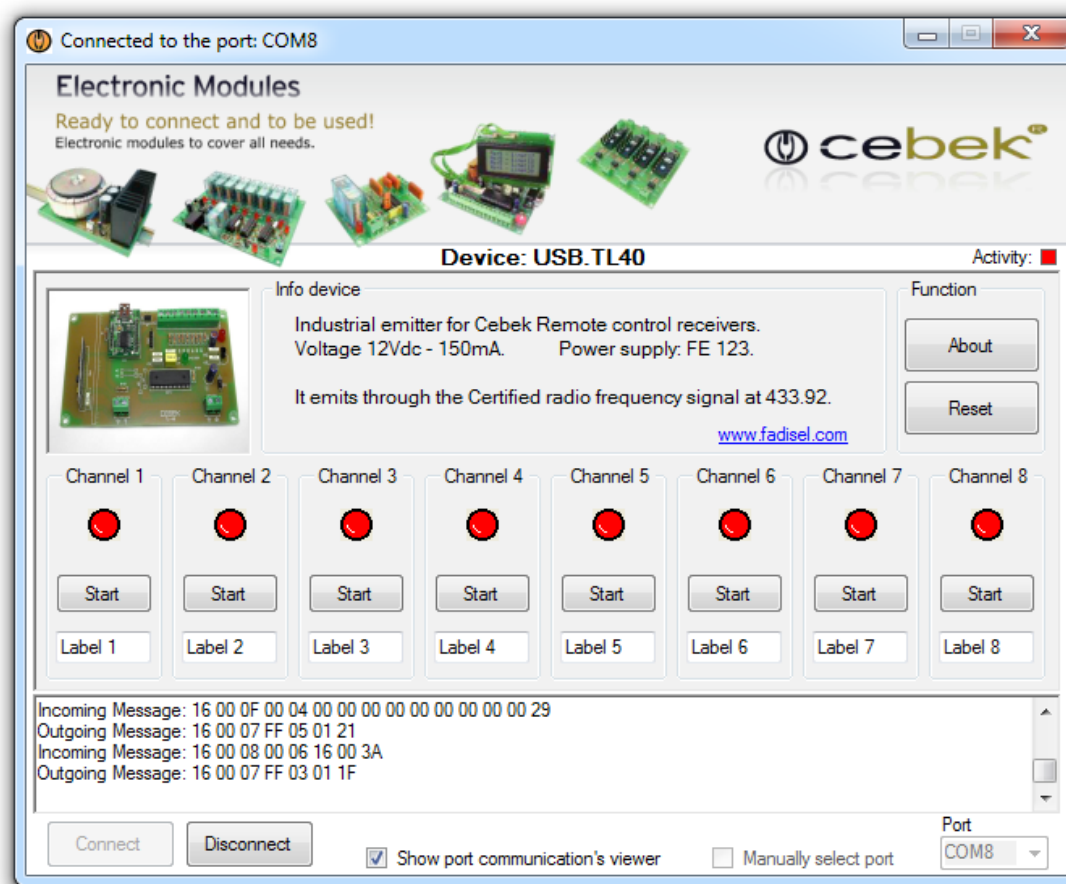 Connected to the port: COM8
Electronic Modules
Ready to connect and to be used!
Electronic modules to cover all needs.
cebek
Device: USB.TL40
Activity:
Info device
Industrial emitter for Cebek Remote control receivers.
Voltage 12Vdc - 150mA. Power supply: FE 123.
It emits through the Certified radio frequency signal at 433.92.
www.fadisel.com
Function
About
Reset
Channel 1 Channel 2 Channel 3 Channel 4 Channel 5 Channel 6 Channel 7 Channel 8
Start Start Start Start Start Start Start Start
Label 1 Label 2 Label 3 Label 4 Label 5 Label 6 Label 7 Label 8
Incoming Message: 16 00 0F 00 04 00 00 00 00 00 00 00 00 00 29
Outgoing Message: 16 00 07 FF 05 01 21
Incoming Message: 16 00 08 00 06 16 00 3A
Outgoing Message: 16 00 07 FF 03 01 1F
Connect Disconnect
Show port communication's viewer
Manually select port
Port
COM8